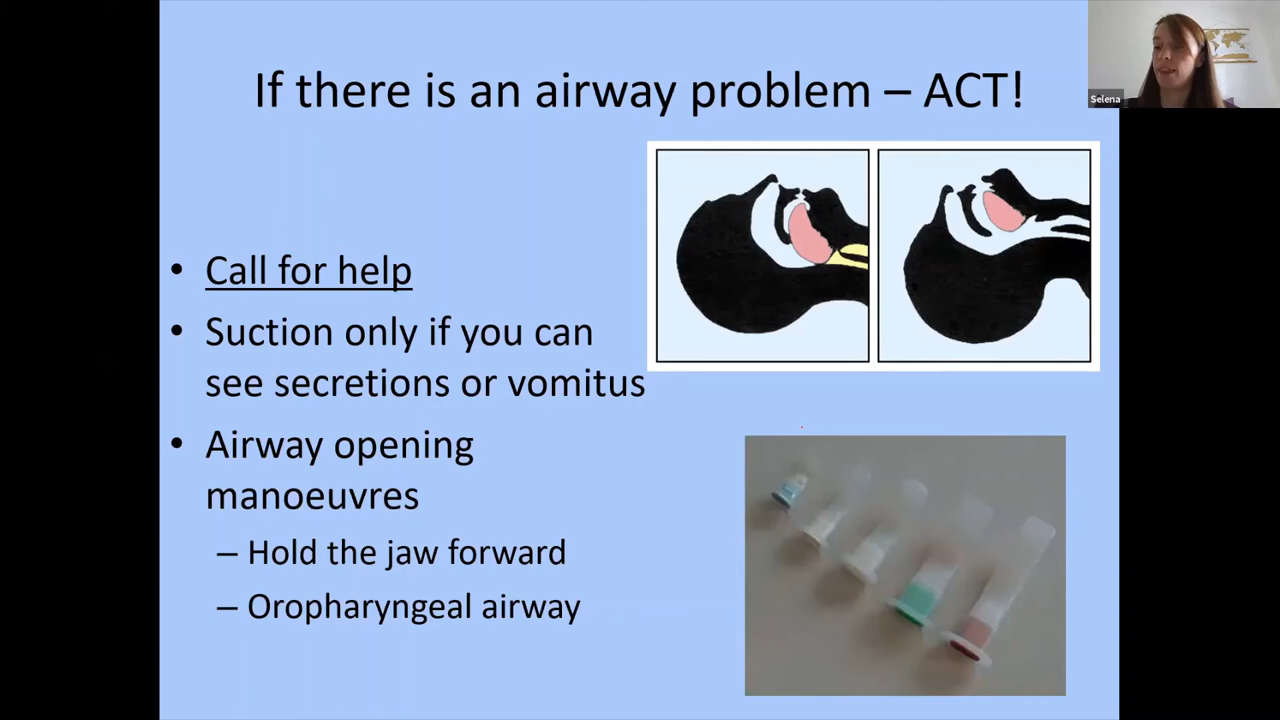 If there is an airway problem – ACT!
Selena
• Call for help
• Suction only if you can
see secretions or vomitus
• Airway opening
manoeuvres
– Hold the jaw forward
– Oropharyngeal airway